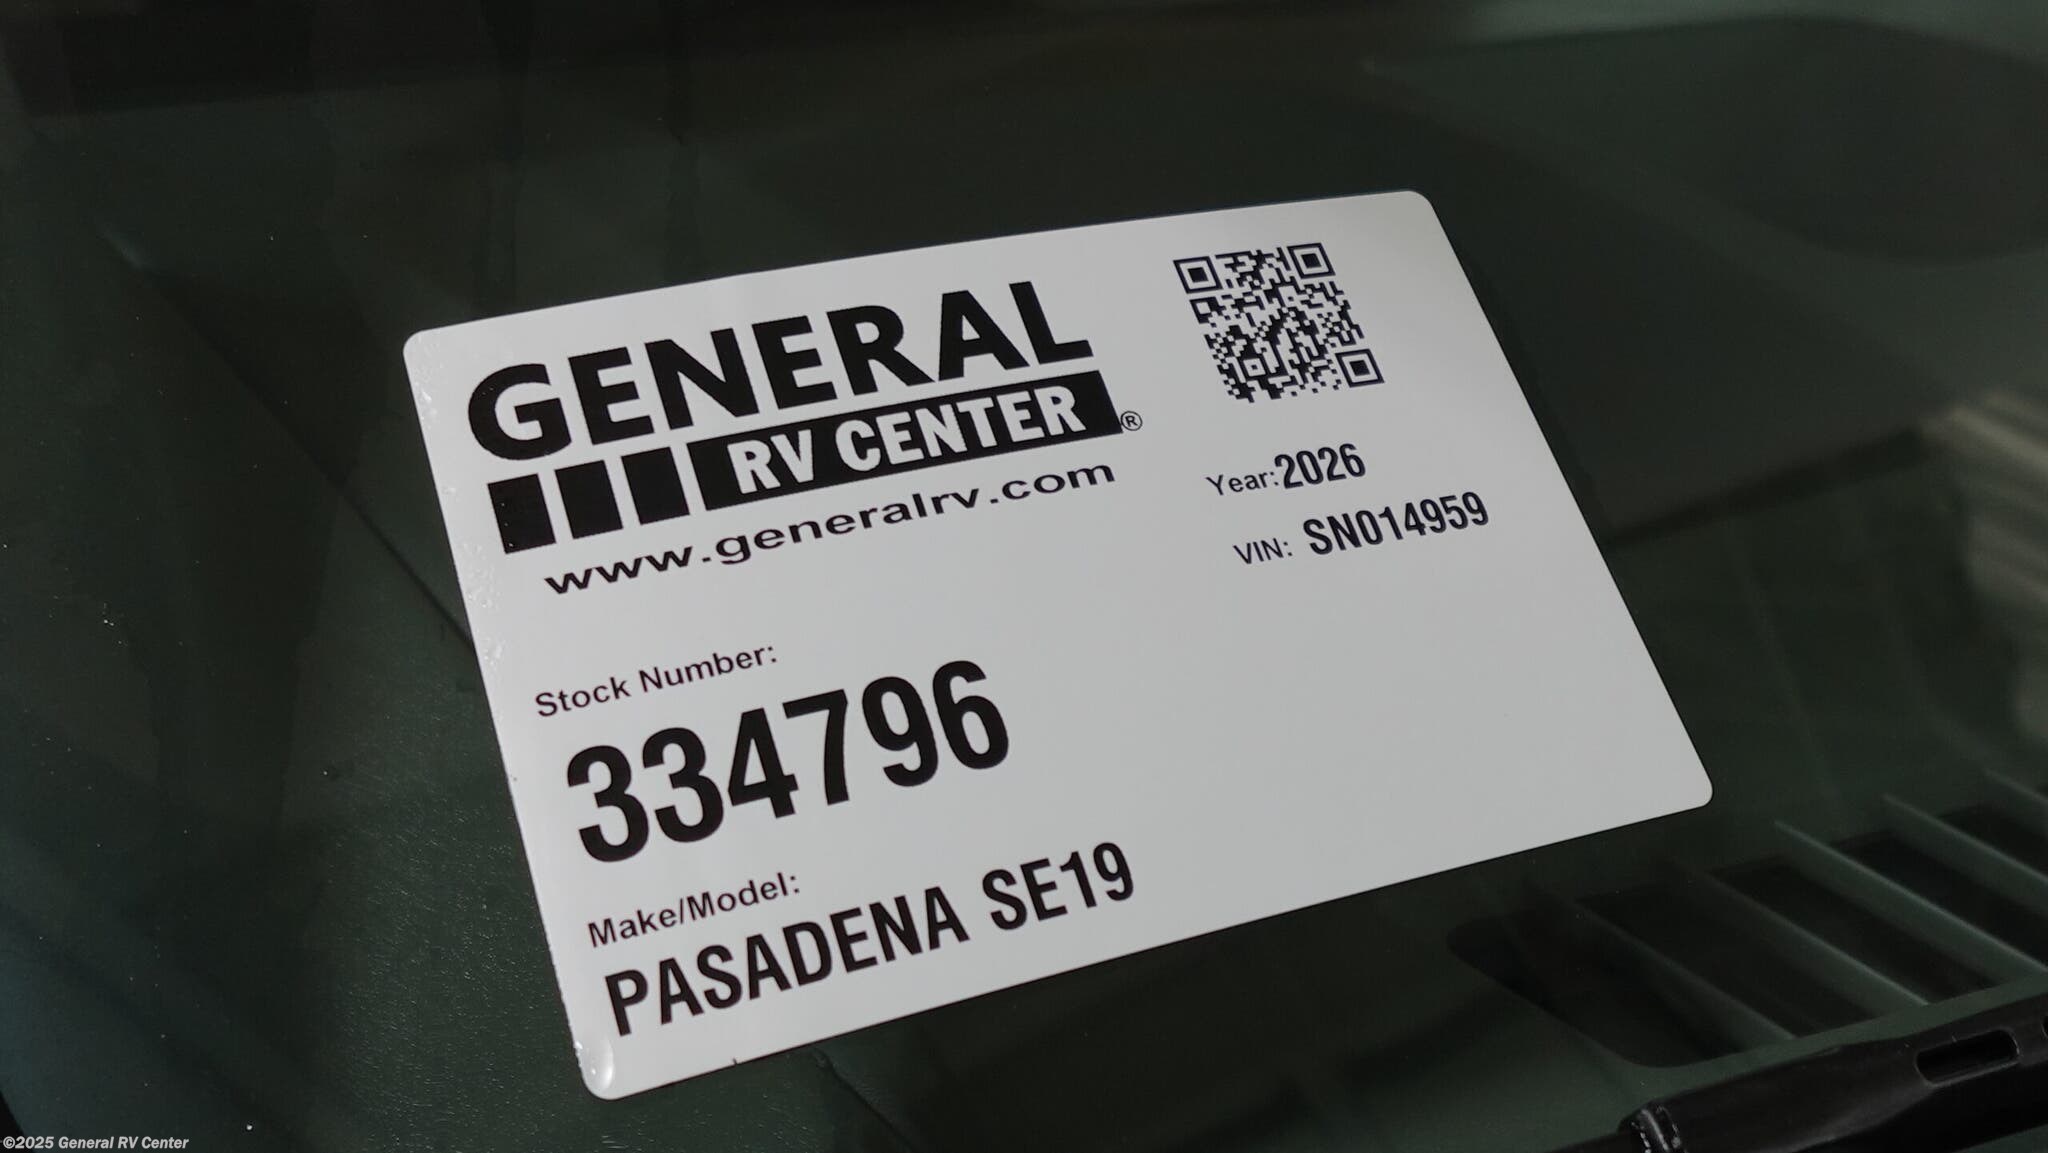 GENERAL
RV CENTER®
www.generalrv.com
Year:2026
VIN: SN014959
Stock Number:
334796
Make/Model:
PASADENA SE19
©2025 General RV Center